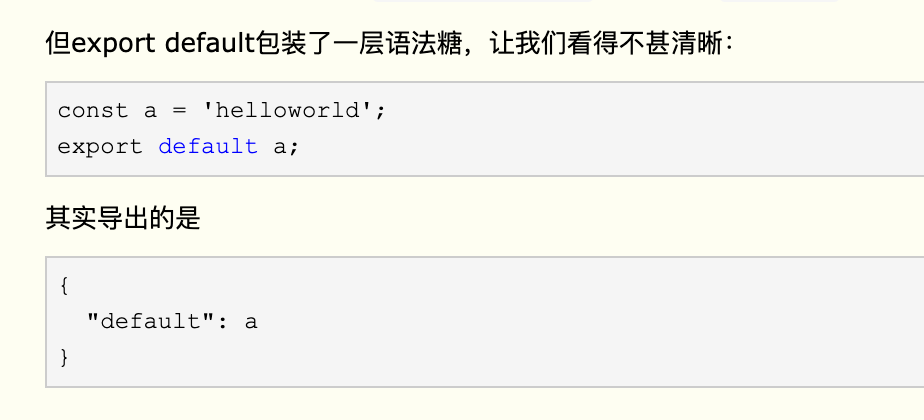 但export default包装了一层语法糖，让我们看得不甚清晰：
const a = 'helloworld';
export default a;
其实导出的是
{
  "default": a
}